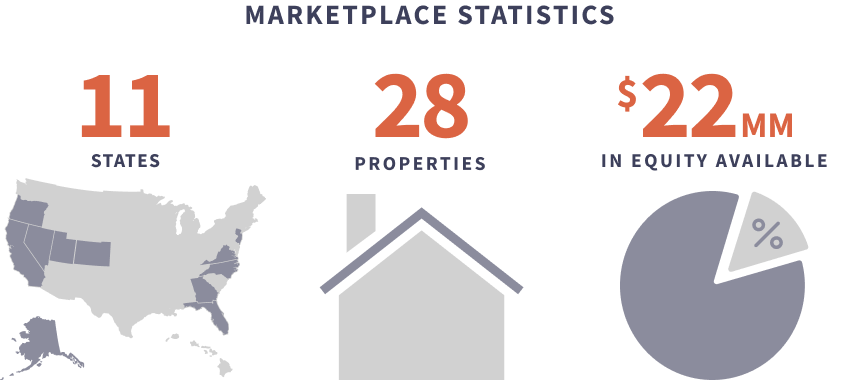 MARKETPLACE STATISTICS
11
STATES
28
PROPERTIES
$22MM
IN EQUITY AVAILABLE
%